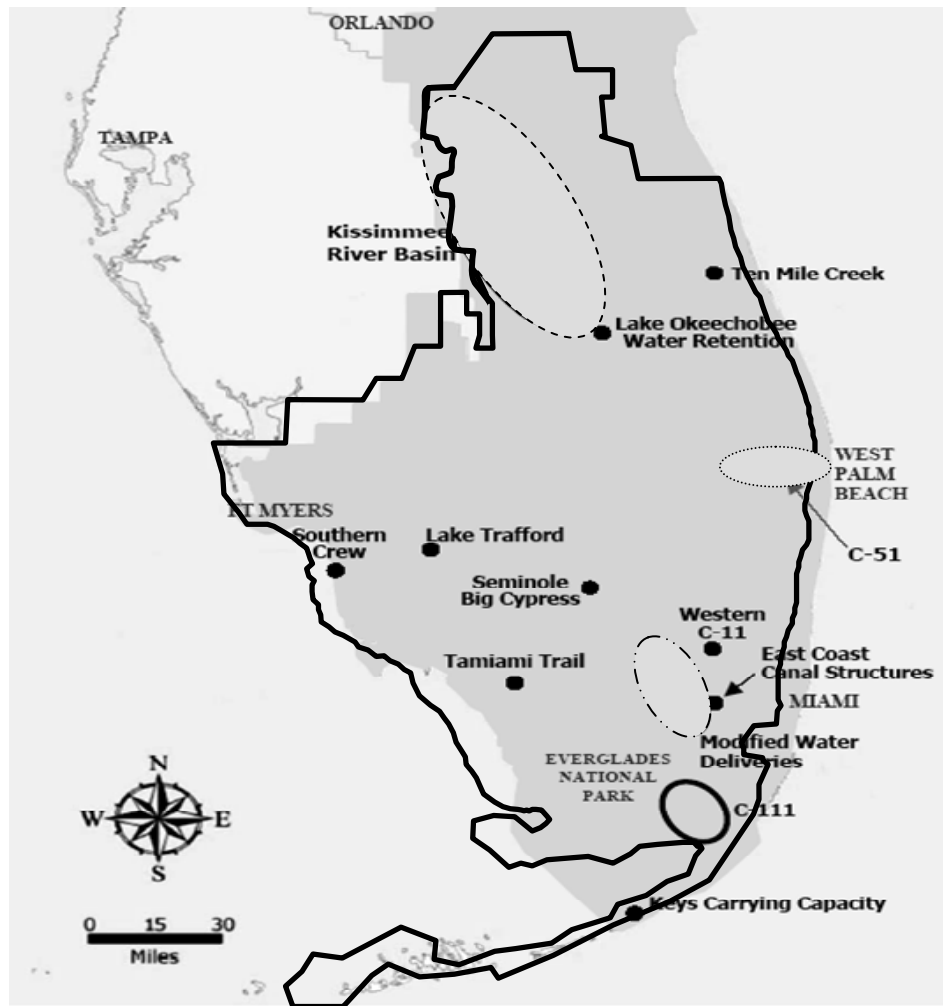 ORLANDO
TAMPA
Kissimmee
River Basin
Ten Mile Creek
Lake Okeechobee
Water Retention
WEST
PALM
BEACH
FT MYERS
Southern
Crew
Lake Trafford
C-51
Seminole
Big Cypress
Western
C-11
East Coast
Canal Structures
Tamiami Trail
MIAMI
Modified Water
Deliveries
EVERGLADES
NATIONAL
PARK
C-111
N
W
E
S
Keys Carrying Capacity
0 15 30
Miles